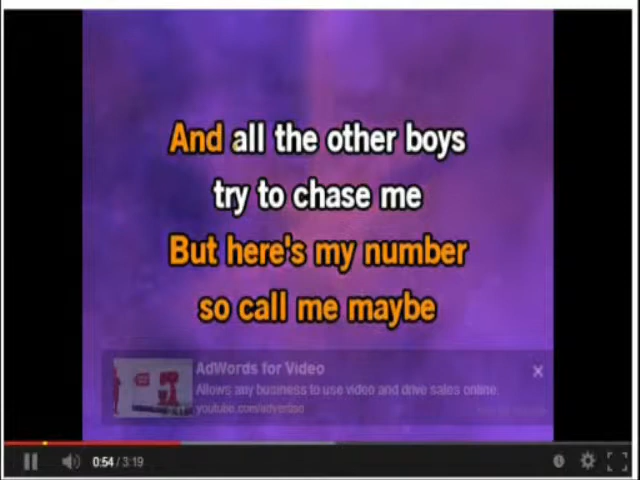 And all the other boys
try to chase me
But here's my number
so call me maybe
AdWords for Video
Allows any business to use video and drive sales online.
youtube.com/advertise
0:54 / 3:19